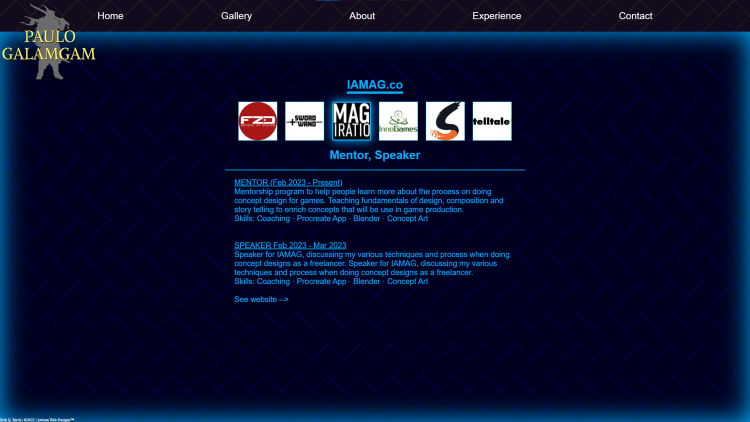 Home Gallery About Experience Contact
PAULO
GALAMGAM
IAMAG.co
FZD
+SWORD
WAND
MAG
IRATIO
InnoGames
telltale
Mentor, Speaker
MENTOR (Feb 2023 - Present)
Mentorship program to help people learn more about the process on doing
concept design for games. Teaching fundamentals of design, composition and
story telling to enrich concepts that will be use in game production.
Skills: Coaching · Procreate App · Blender · Concept Art
SPEAKER Feb 2023 - Mar 2023
Speaker for IAMAG, discussing my various techniques and process when doing
concept designs as a freelancer. Speaker for IAMAG, discussing my various
techniques and process when doing concept designs as a freelancer.
Skills: Coaching · Procreate App · Blender · Concept Art
See website -->